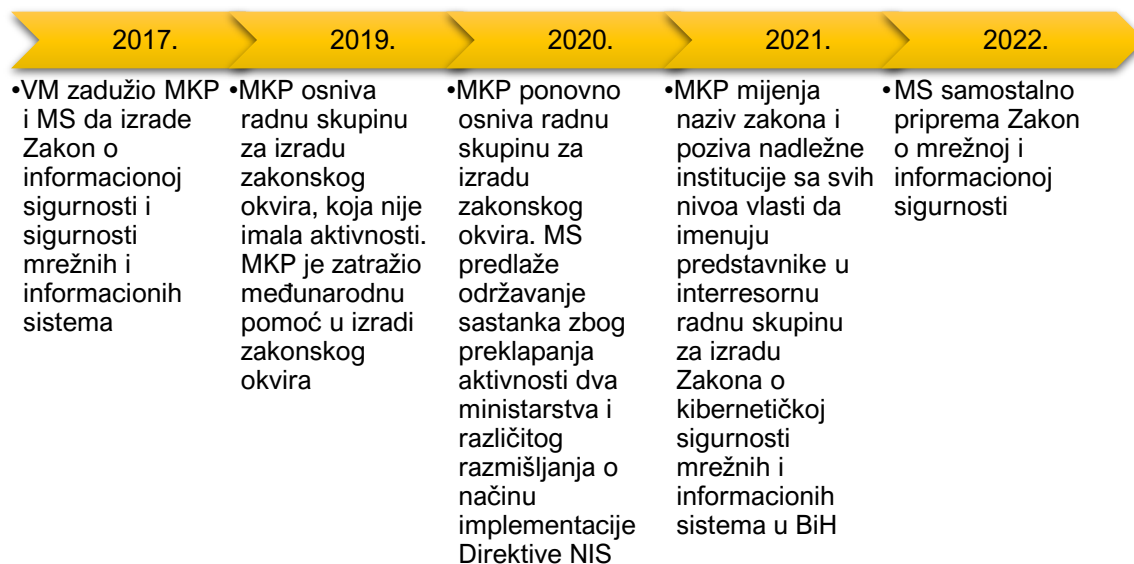 2017.
2019.
2020.
2021.
2022.
•VM zadužio MKP
i MS da izrade
Zakon o
informacionoj
sigurnosti i
sigurnosti
mrežnih i
informacionih
sistema
•MKP osniva
radnu skupinu
za izradu
zakonskog
okvira, koja nije
imala aktivnosti.
MKP je zatražio
međunarodnu
pomoć u izradi
zakonskog
okvira
•MKP ponovno
osniva radnu
skupinu za
izradu
zakonskog
okvira. MS
predlaže
održavanje
sastanka zbog
preklapanja
aktivnosti dva
ministarstva i
različitog
razmišljanja o
načinu
implementacije
Direktive NIS
•MKP mijenja
naziv zakona i
poziva nadležne
institucije sa svih
nivoa vlasti da
imenuju
predstavnike u
interresornu
radnu skupinu
za izradu
Zakona o
kibernetičkoj
sigurnosti
mrežnih i
informacionih
sistema u BiH
•MS samostalno
priprema Zakon
o mrežnoj i
informacionoj
sigurnosti